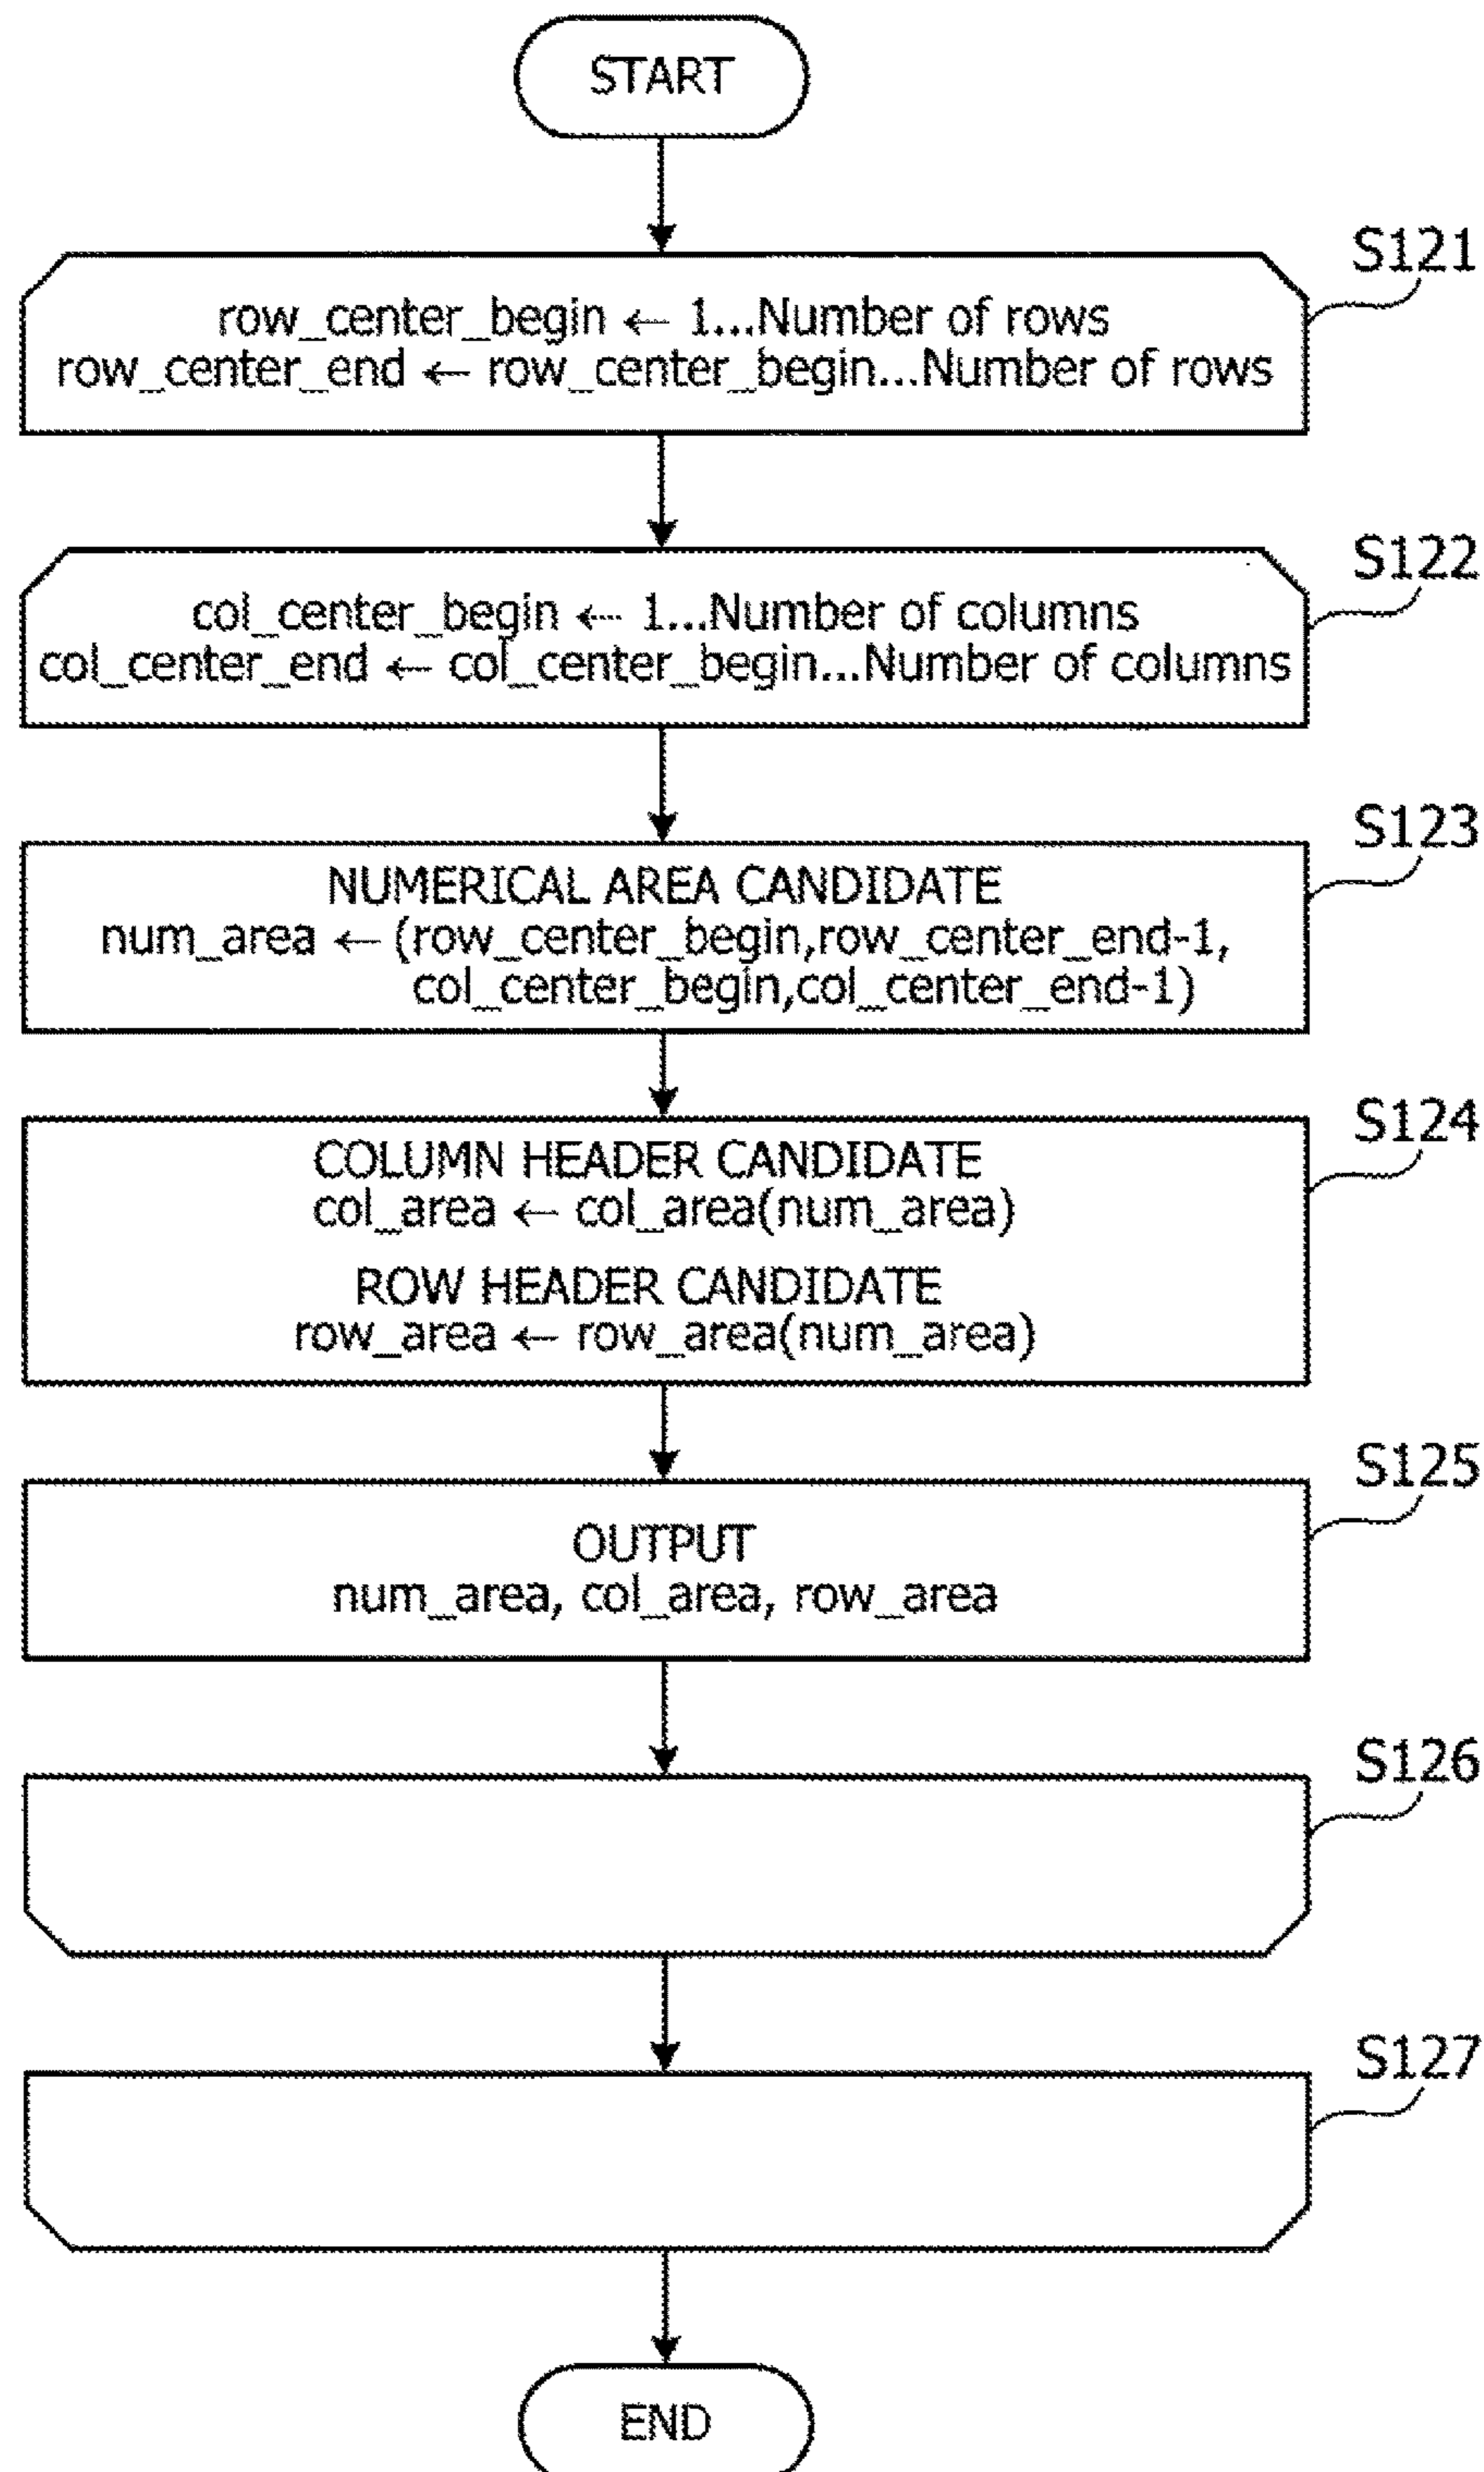 START
S121
row_center_begin ← 1...Number of rows
row_center_end ← row_center_begin...Number of rows
S122
col_center_begin ← 1...Number of columns
col_center_end ← col_center_begin...Number of columns
S123
NUMERICAL AREA CANDIDATE
num_area ← (row_center_begin,row_center_end-1,
col_center_begin,col_center_end-1)
S124
COLUMN HEADER CANDIDATE
col_area ← col_area(num_area)
ROW HEADER CANDIDATE
row_area ← row_area(num_area)
S125
OUTPUT
num_area, col_area, row_area
S126
S127
END